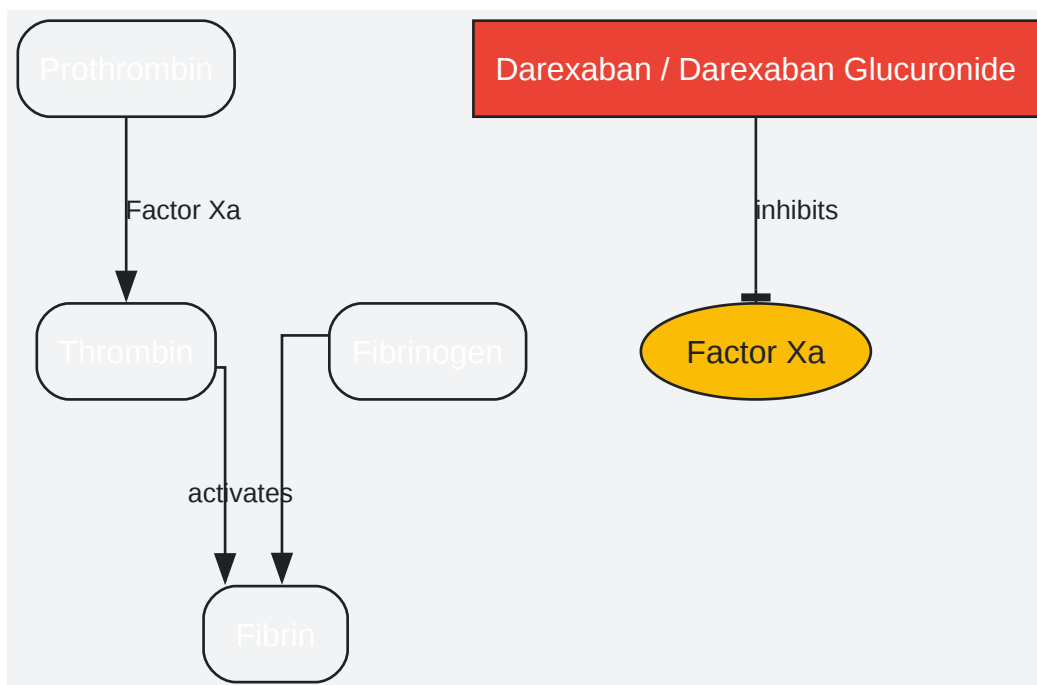 Prothrombin
Darexaban / Darexaban Glucuronide
Factor Xa
inhibits
Thrombin
Fibrinogen
Factor Xa
activates
Fibrin